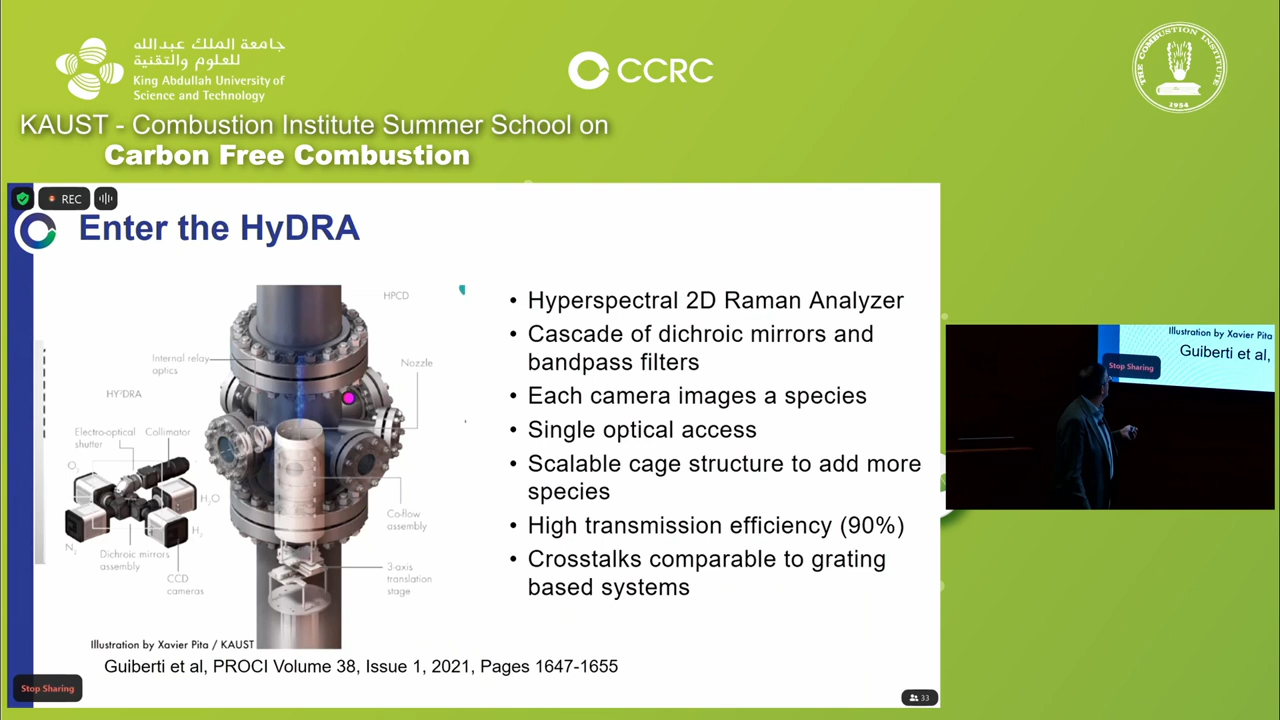 جامعة الملك عبدالله
للعلوم والتقنية
King Abdullah University of
Science and Technology
CCRC
THE COMBUSTION INSTITUTE
1954
KAUST - Combustion Institute Summer School on
Carbon Free Combustion
REC
Enter the HyDRA
HPCD
Internal relay
optics
Nozzle
HY²DRA
Electro-optical
shutter
Collimator
O₂
H₂O
N₂
H₂
Dichroic mirrors
assembly
CCD
cameras
Co-flow
assembly
3-axis
translation
stage
Illustration by Xavier Pita / KAUST
Guiberti et al, PROCI Volume 38, Issue 1, 2021, Pages 1647-1655
• Hyperspectral 2D Raman Analyzer
• Cascade of dichroic mirrors and
bandpass filters
• Each camera images a species
• Single optical access
• Scalable cage structure to add more
species
• High transmission efficiency (90%)
• Crosstalks comparable to grating
based systems
Stop Sharing
33
Illustration by Xavier Pita
Guiberti et al,
Stop Sharing